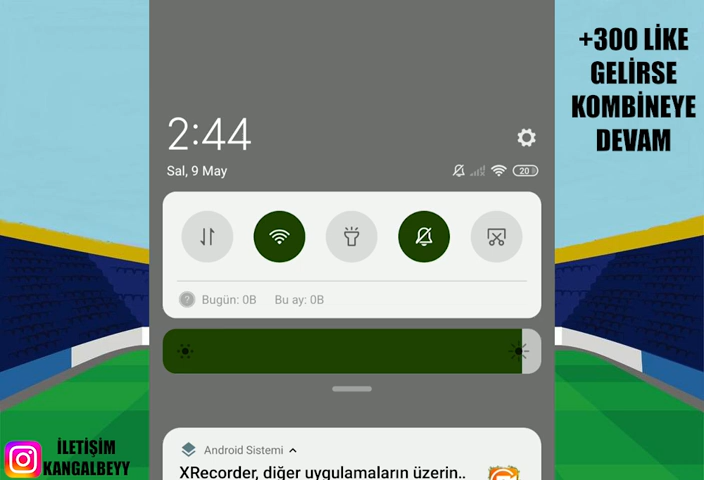 +300 LİKE
GELİRSE
KOMBİNEYE
DEVAM
2:44
Sal, 9 May
20
Bugün: 0B Bu ay: 0B
Android Sistemi
XRecorder, diğer uygulamaların üzerin..
İLETİŞİM
KANGALBEYY